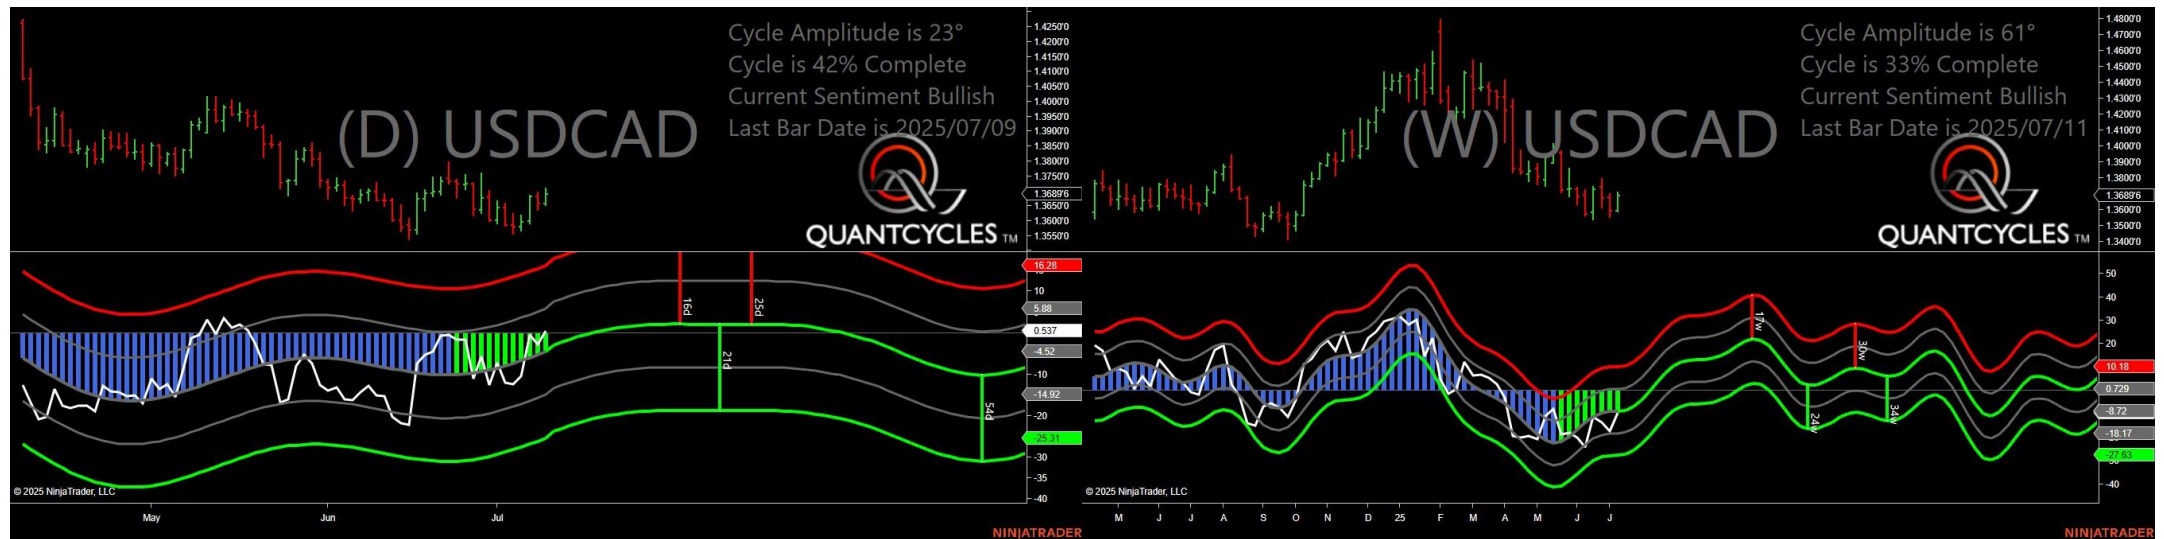 Cycle Amplitude is 23°
Cycle is 42% Complete
Current Sentiment Bullish
Last Bar Date is 2025/07/09
(D) USDCAD
QUANTCYCLES TM
1.4250'0
1.4200'0
1.4150'0
1.4100'0
1.4050'0
1.4000'0
1.3950'0
1.3900'0
1.3850'0
1.3800'0
1.3750'0
1.3689'6
1.3650'0
1.3600'0
1.3550'0
16d
25d
21d
54d
16.28
10
5.88
0.537
-4.52
-10
-14.92
-20
-25.31
-30
-35
-40
© 2025 NinjaTrader, LLC
May
Jun
Jul
NINJATRADER
Cycle Amplitude is 61°
Cycle is 33% Complete
Current Sentiment Bullish
Last Bar Date is 2025/07/11
(W) USDCAD
QUANTCYCLES TM
1.4800'0
1.4700'0
1.4600'0
1.4500'0
1.4400'0
1.4300'0
1.4200'0
1.4100'0
1.4000'0
1.3900'0
1.3800'0
1.3689'6
1.3600'0
1.3500'0
1.3400'0
17w
30w
24w
34w
50
40
30
20
10.18
0.729
-8.72
-18.17
-27.63
-40
© 2025 NinjaTrader, LLC
M J J A S O N D 25 F M A M J J
NINJATRADER